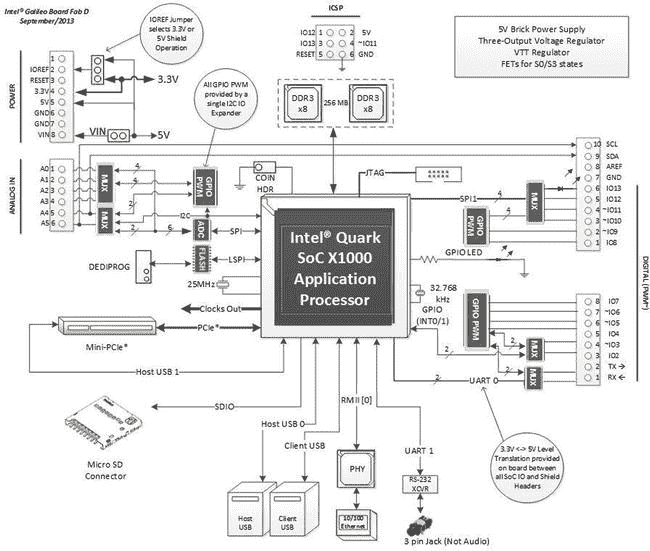 Intel® Galileo Board Fab D
September/2013
IOREF Jumper
selects 3.3V or
5V Shield
Operation
ICSP
IO12 1 2 5V
IO13 3 4 ~IO11
RESET 5 6 GND
5V Brick Power Supply
Three-Output Voltage Regulator
VTT Regulator
FETs for S0/S3 states
POWER
1
IOREF 2
RESET 3
3.3V 4
5V 5
GND 6
GND 7
VIN 8
3.3V
VIN
5V
All GPIO PWM
provided by a
single I2C IO
Expander
DDR3
x8
256 MB
DDR3
x8
ANALOG IN
A0 1
A1 2
A2 3
A3 4
A4 5
A5 6
MUX
MUX
4
4
2
2
6
GPIO
PWM
I2C
ADC
SPI
FLASH
LSPI
DEDIPROG
25MHz
COIN
HDR
JTAG
Intel® Quark
SoC X1000
Application
Processor
SPI1
4
4
2
MUX
GPIO
PWM
10 SCL
9 SDA
8 AREF
7 GND
6 IO13
5 IO12
4 ~IO11
3 ~IO10
2 ~IO9
1 IO8
GPIO LED
DIGITAL (PWM~)
32.768
kHz
GPIO
(INT0/1)
GPIO PWM
8 IO7
7 ~IO6
6 ~IO5
5 IO4
4 ~IO3
3 IO2
2 TX→
1 RX←
MUX
MUX
2
2
2
2
UART 0
Clocks Out
PCIe*
Mini-PCIe*
Host USB 1
SDIO
Micro SD
Connector
Host USB 0
Client USB
Host
USB
Client
USB
RMII [0]
PHY
10/100
Ethernet
UART 1
RS-232
XCVR
3 pin Jack (Not Audio)
3.3V <-> 5V Level
Translation provided
on board between
all SoC IO and Shield
Headers